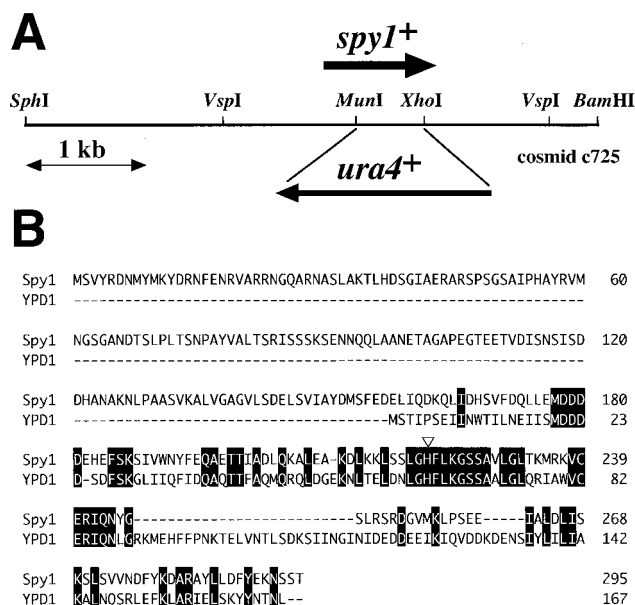 A
spy1+
SphI VspI MunI XhoI VspI BamHI
1 kb
cosmid c725
ura4+
B
Spy1 MSVYRDNMYMKYDRNFENRVARRNGQARNASLAKTLHDSGIAERARSPSGSAIPHAYRVM 60
YPD1 ------------------------------------------------------------
Spy1 NGSGANDTSLPLTSNPAYVALTSRISSSKSENNQQLAANETAGAPEGTEETVDISNSISD 120
YPD1 ------------------------------------------------------------
Spy1 DHANAKNLPAASVKALVGAGVLSDELSVIAYDMSFEDELIQDKQLIDHSVFDQLLEMDDD 180
YPD1 -------------------------------------MSTIPSEIINWTILNEIISMDDD 23
Spy1 DEHEFSKSIVWNYFEQAETTIADLQKALEA-KDLKKLSSLGHFLKGSSAVLGLTKMRKVC 239
YPD1 D-SDFSKGLIIQFIDQAQTTFAQMQRQLDGEKNLTELDNLGHFLKGSSAALGLQRIAWVC 82
Spy1 ERIQNYG--------------------------SLRSRDGVMKLPSEE-----IALDLIS 268
YPD1 ERIQNLGRKMEHFFPNKTELVNTLSDKSIINGINIDEDDEEIKIQVDDKDENSIYLILIA 142
Spy1 KSLSVVNDFYKDARAYLLDFYEKNSST 295
YPD1 KALNQSRLEFKLARIELSKYYNTNL-- 167